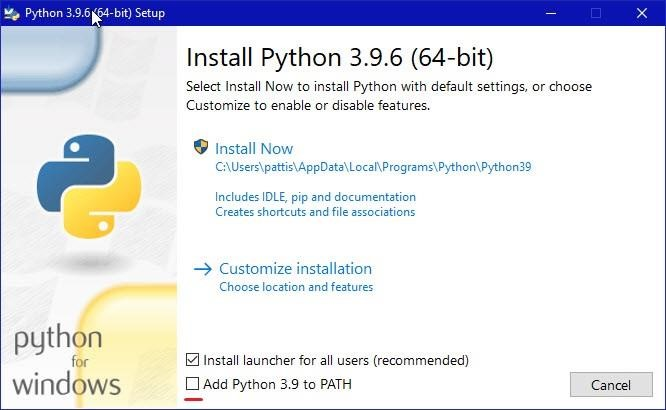 Python 3.9.6 (64-bit) Setup
Install Python 3.9.6 (64-bit)
Select Install Now to install Python with default settings, or choose
Customize to enable or disable features.
Install Now
C:\Users\pattis\AppData\Local\Programs\Python\Python39
Includes IDLE, pip and documentation
Creates shortcuts and file associations
Customize installation
Choose location and features
python
for
windows
Install launcher for all users (recommended)
Add Python 3.9 to PATH
Cancel